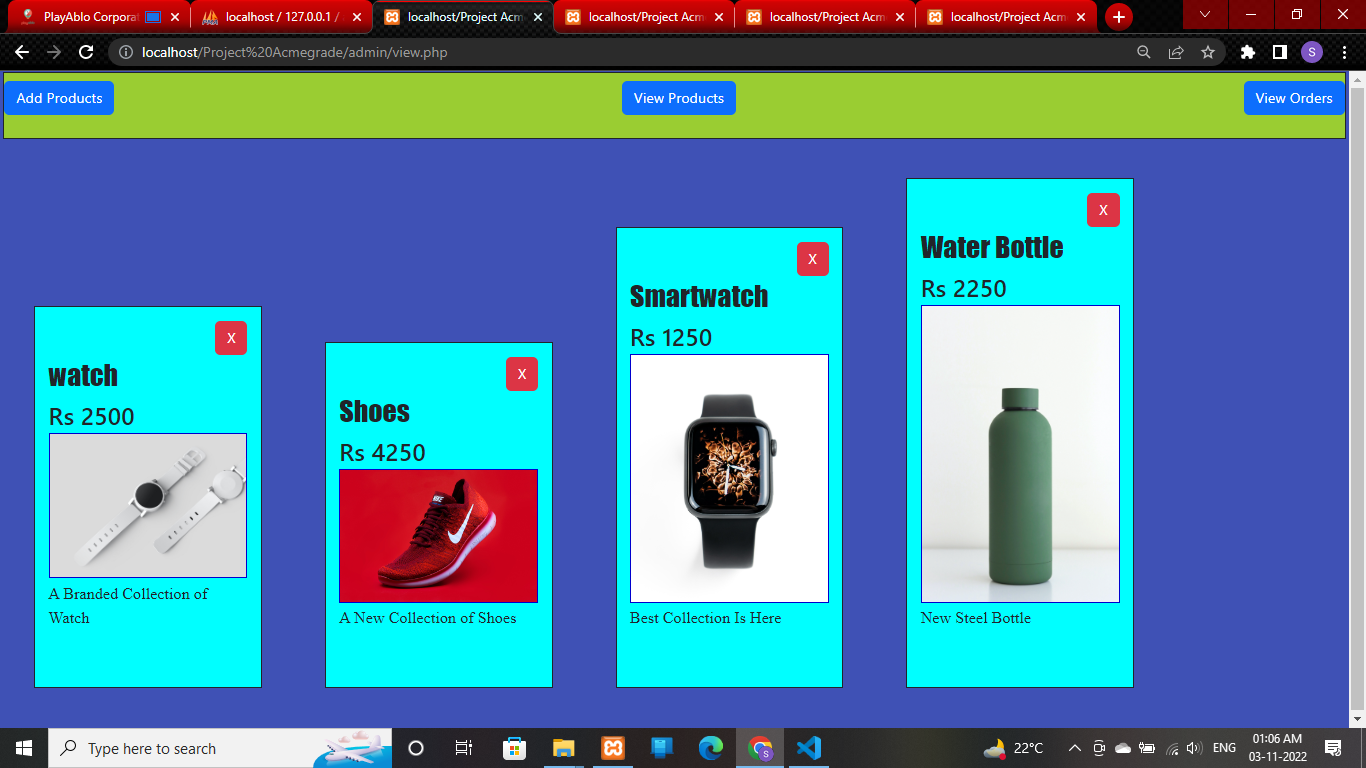 PlayAblo Corporat
localhost / 127.0.0.1 /
localhost/Project Acm
localhost/Project Acm
localhost/Project Acm
localhost/Project Acm
localhost/Project%20Acmegrade/admin/view.php
S
Add Products
View Products
View Orders
X
watch
Rs 2500
A Branded Collection of
Watch
X
Shoes
Rs 4250
A New Collection of Shoes
X
Smartwatch
Rs 1250
Best Collection Is Here
X
Water Bottle
Rs 2250
New Steel Bottle
Type here to search
22°C
ENG
01:06 AM
03-11-2022